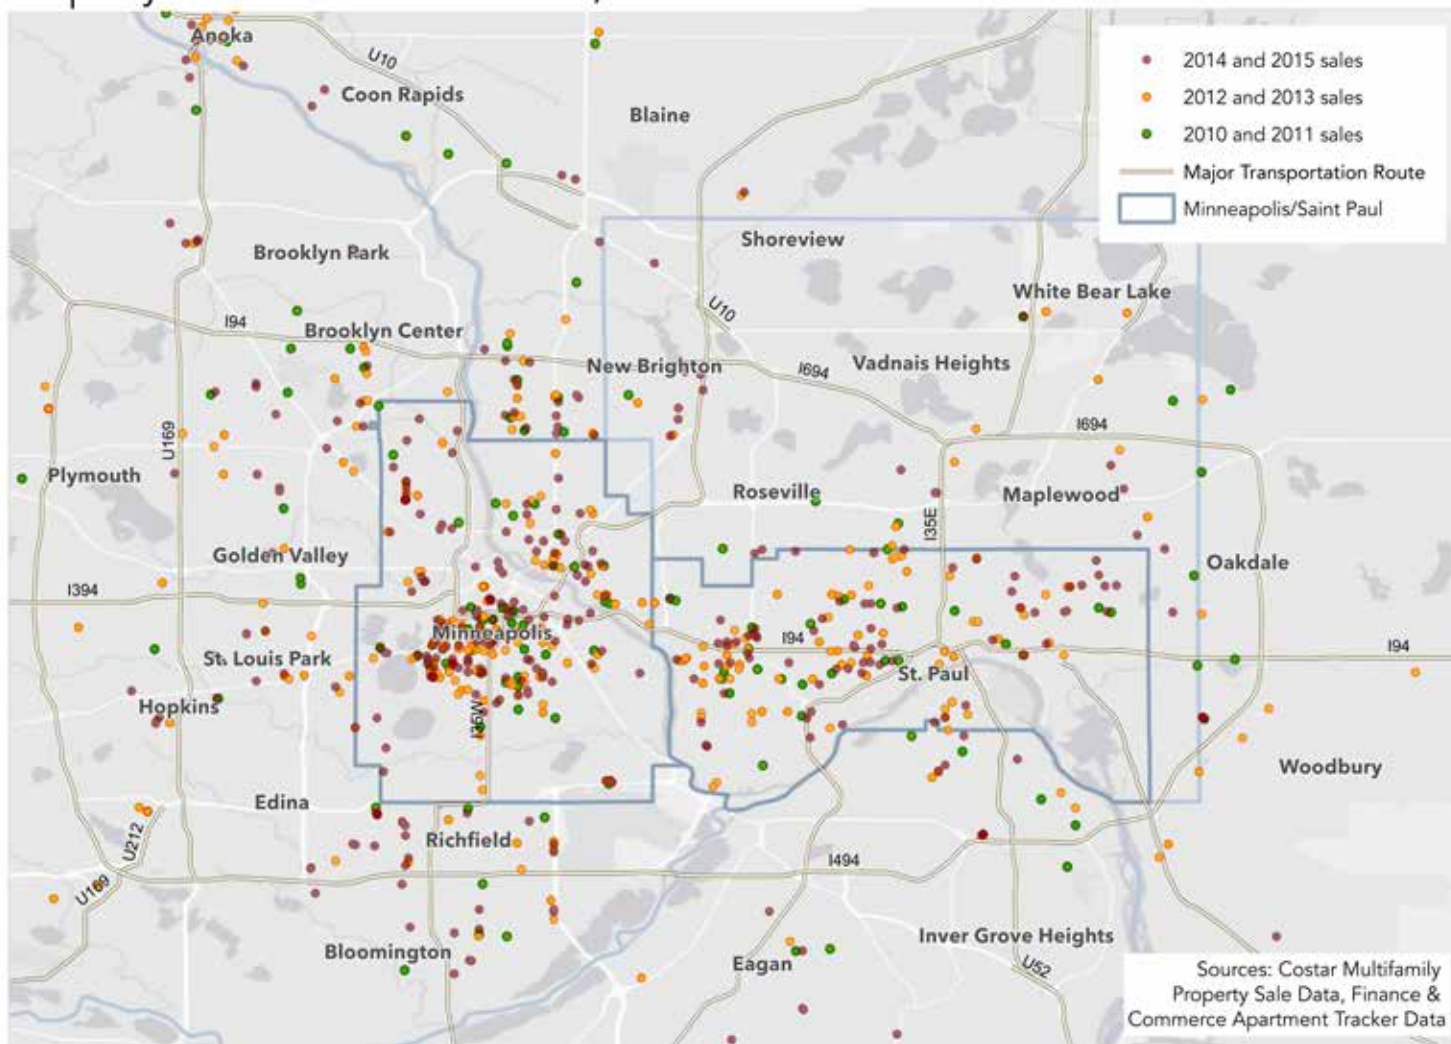 Anoka
U10
Coon Rapids
Blaine
2014 and 2015 sales
2012 and 2013 sales
2010 and 2011 sales
Major Transportation Route
Minneapolis/Saint Paul
Brooklyn Park
Shoreview
White Bear Lake
U10
I94
Brooklyn Center
New Brighton
I694
Vadnais Heights
I694
U169
Plymouth
Roseville
Maplewood
I35E
Golden Valley
Oakdale
I394
Minneapolis
I94
I94
St. Louis Park
St. Paul
Hopkins
I35W
Woodbury
Edina
U212
Richfield
I494
U169
Bloomington
Eagan
Inver Grove Heights
U52
Sources: Costar Multifamily
Property Sale Data, Finance &
Commerce Apartment Tracker Data